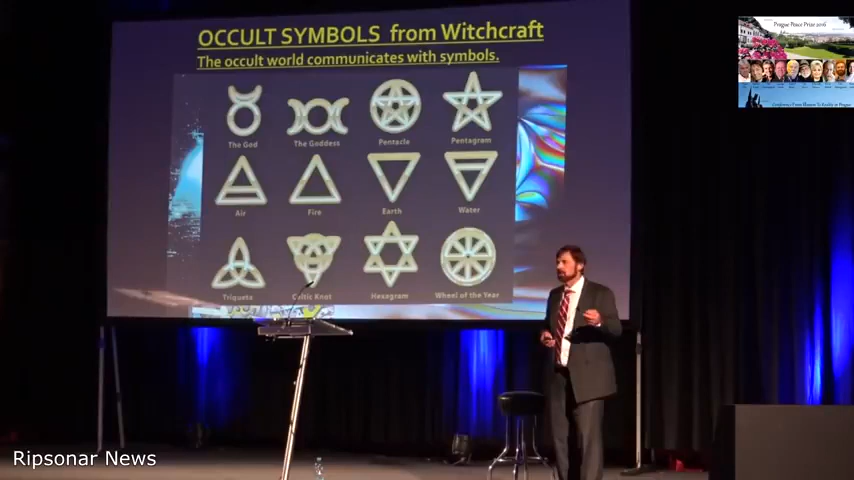 OCCULT SYMBOLS from Witchcraft
The occult world communicates with symbols.
The God
The Goddess
Pentacle
Pentagram
Air
Fire
Earth
Water
Triqueta
Celtic Knot
Hexagram
Wheel of the Year
Prague Peace Prize 2016
Ripsonar News